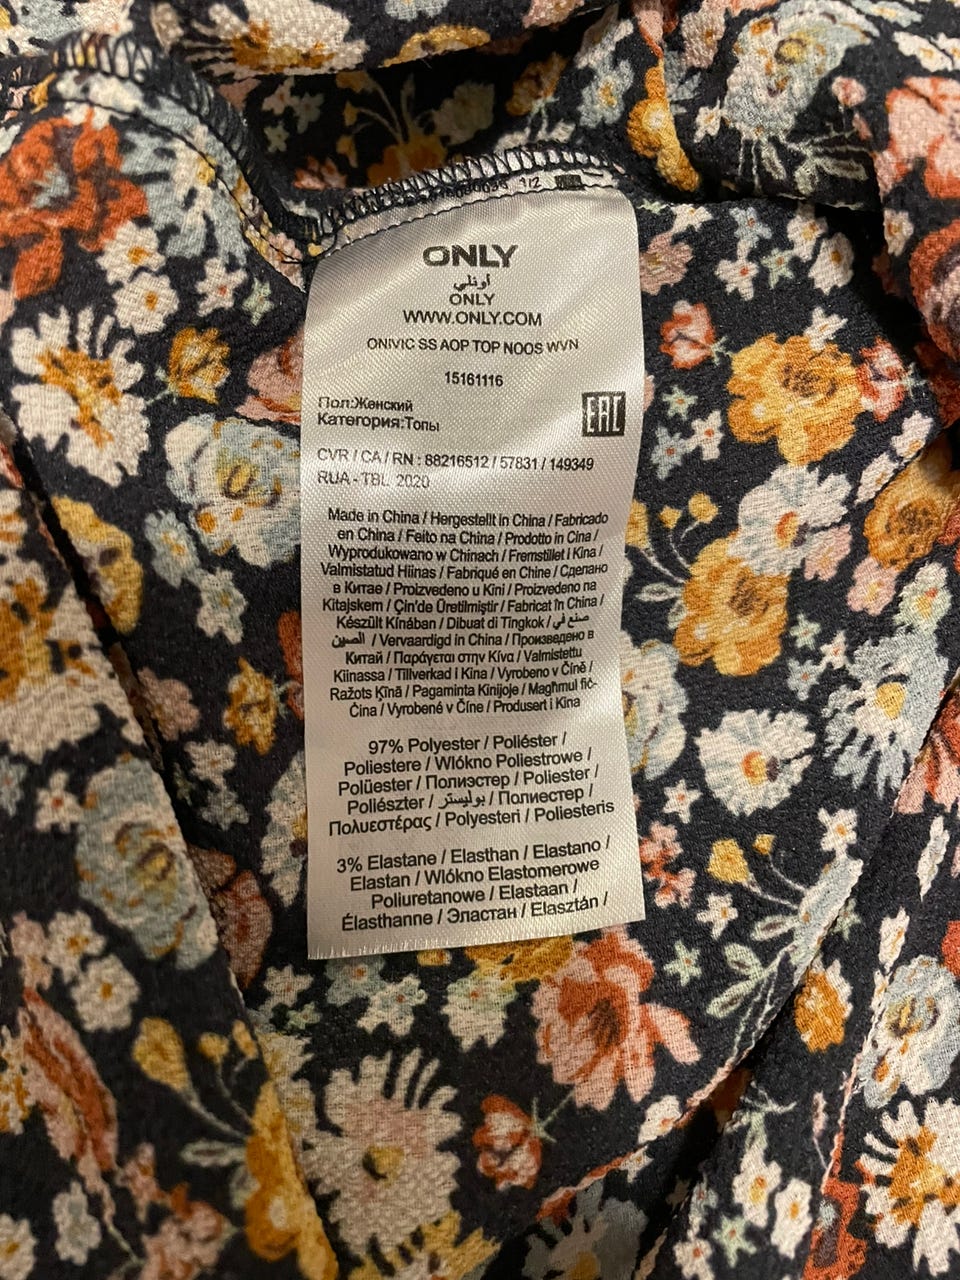 ONLY
أونلي
ONLY
WWW.ONLY.COM
ONIVIC SS AOP TOP NOOS WVN
15161116
Пол:Женский
Категория:Топы
EAC
CVR / CA / RN : 88216512 / 57831 / 149349
RUA - TBL 2020
Made in China / Hergestellt in China / Fabricado
en China / Feito na China / Prodotto in Cina /
Wyprodukowano w Chinach / Fremstillet i Kina /
Valmistatud Hiinas / Fabriqué en Chine / Сделано
в Китае / Proizvedeno u Kini / Proizvedeno na
Kitajskem / Çin'de Üretilmiştir / Fabricat în China /
Készült Kínában / Dibuat di Tingkok / صنع في
الصين / Vervaardigd in China / Произведено в
Китай / Παράγεται στην Κίνα / Valmistettu
Kiinassa / Tillverkad i Kina / Vyrobeno v Číně /
Ražots Ķīnā / Pagaminta Kinijoje / Magħmul fiċ-
Ċina / Vyrobené v Číne / Produsert i Kina
97% Polyester / Poliéster /
Poliestere / Wlókno Poliestrowe /
Polüester / Полиэстер / Poliester /
Poliészter / بوليستر / Полиестер /
Πολυεστέρας / Polyesteri / Poliesteris
3% Elastane / Elasthan / Elastano /
Elastan / Wlókno Elastomerowe
Poliuretanowe / Elastaan /
Élasthanne / Эластан / Elasztán /